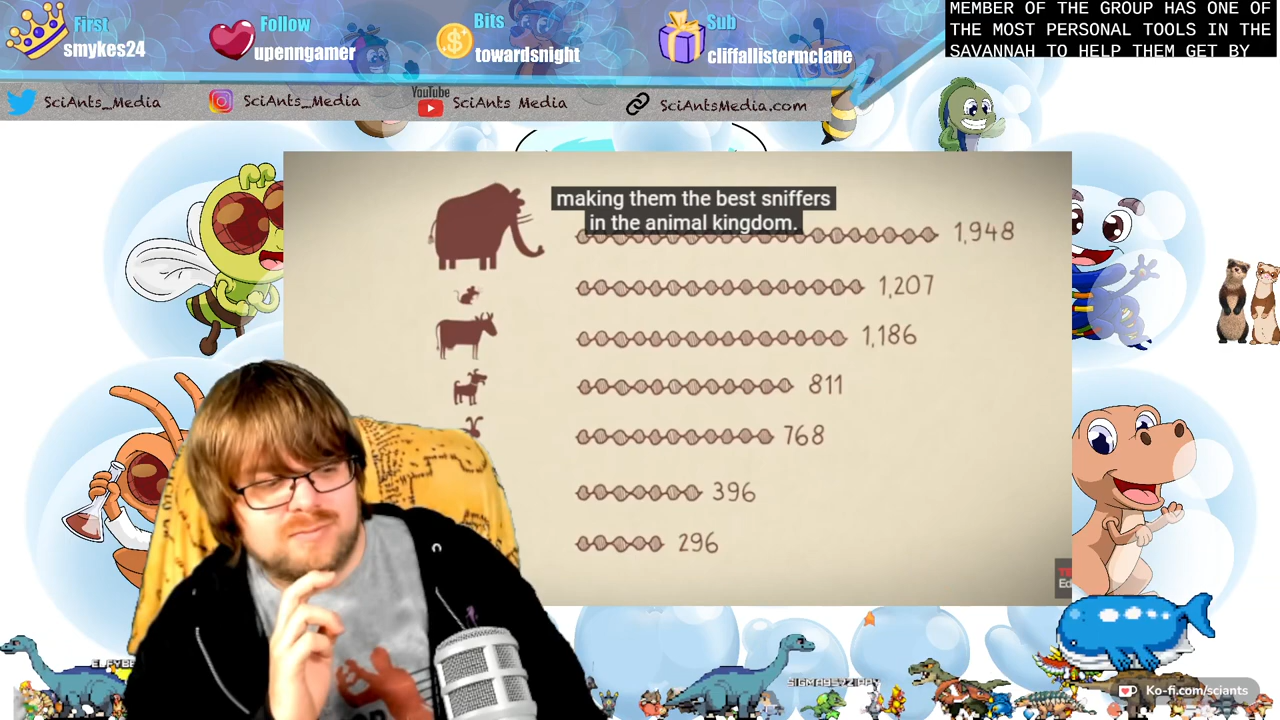 First
smykes24
Follow
upenngamer
Bits
towardsnight
Sub
cliffallistermclane
MEMBER OF THE GROUP HAS ONE OF
THE MOST PERSONAL TOOLS IN THE
SAVANNAH TO HELP THEM GET BY
SciAnts_Media
SciAnts_Media
YouTube
SciAnts Media
SciAntsMedia.com
making them the best sniffers
in the animal kingdom.
1,948
1,207
1,186
811
768
396
296
Ko-fi.com/sciants